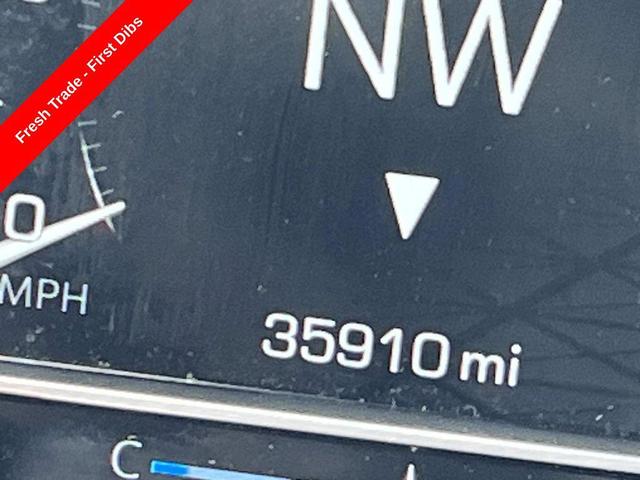 Fresh Trade - First Dibs
NW
0
MPH
35910 mi
C